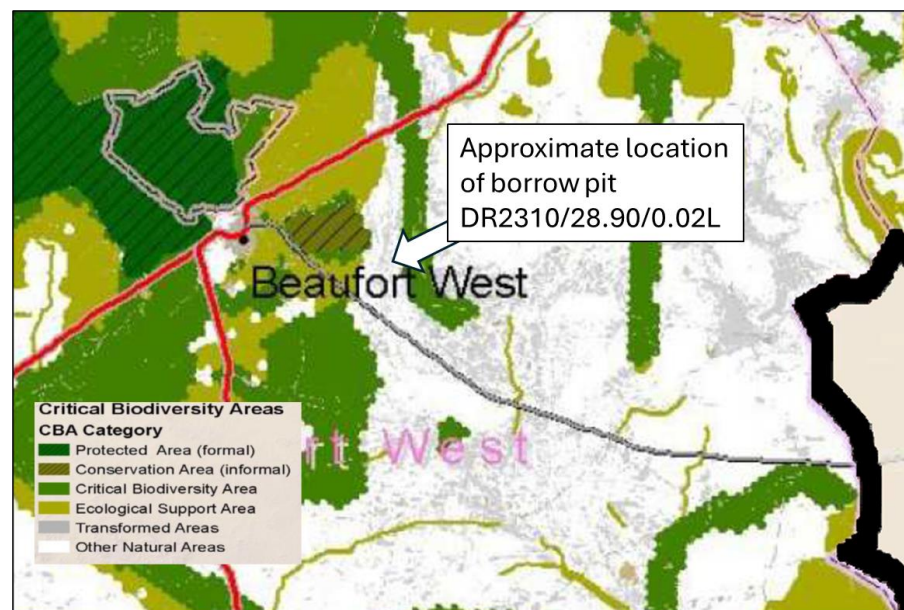 Approximate location
of borrow pit
DR2310/28.90/0.02L
Beaufort West
Critical Biodiversity Areas
CBA Category
Protected Area (formal)
Conservation Area (informal)
Critical Biodiversity Area
Ecological Support Area
Transformed Areas
Other Natural Areas
rt West